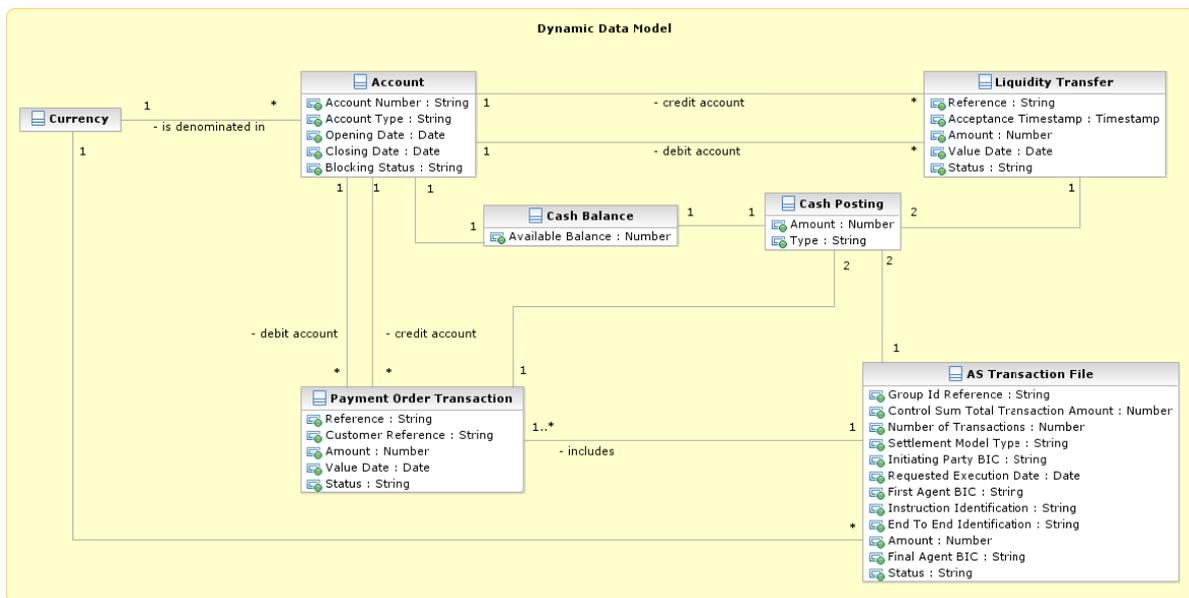 Dynamic Data Model
Account
Account Number : String
Account Type : String
Opening Date : Date
Closing Date : Date
Blocking Status : String
Liquidity Transfer
Reference : String
Acceptance Timestamp : Timestamp
Amount : Number
Value Date : Date
Status : String
Currency
1
*
- is denominated in
1
1
- credit account
*
1
- debit account
*
1
1
1
1
Cash Balance
Available Balance : Number
1
1
1
Cash Posting
Amount : Number
Type : String
2
2
2
- debit account
- credit account
*
*
1
1
Payment Order Transaction
Reference : String
Customer Reference : String
Amount : Number
Value Date : Date
Status : String
1..*
1
- includes
*
AS Transaction File
Group Id Reference : String
Control Sum Total Transaction Amount : Number
Number of Transactions : Number
Settlement Model Type : String
Initiating Party BIC : String
Requested Execution Date : Date
First Agent BIC : String
Instruction Identification : String
End To End Identification : String
Amount : Number
Final Agent BIC : String
Status : String